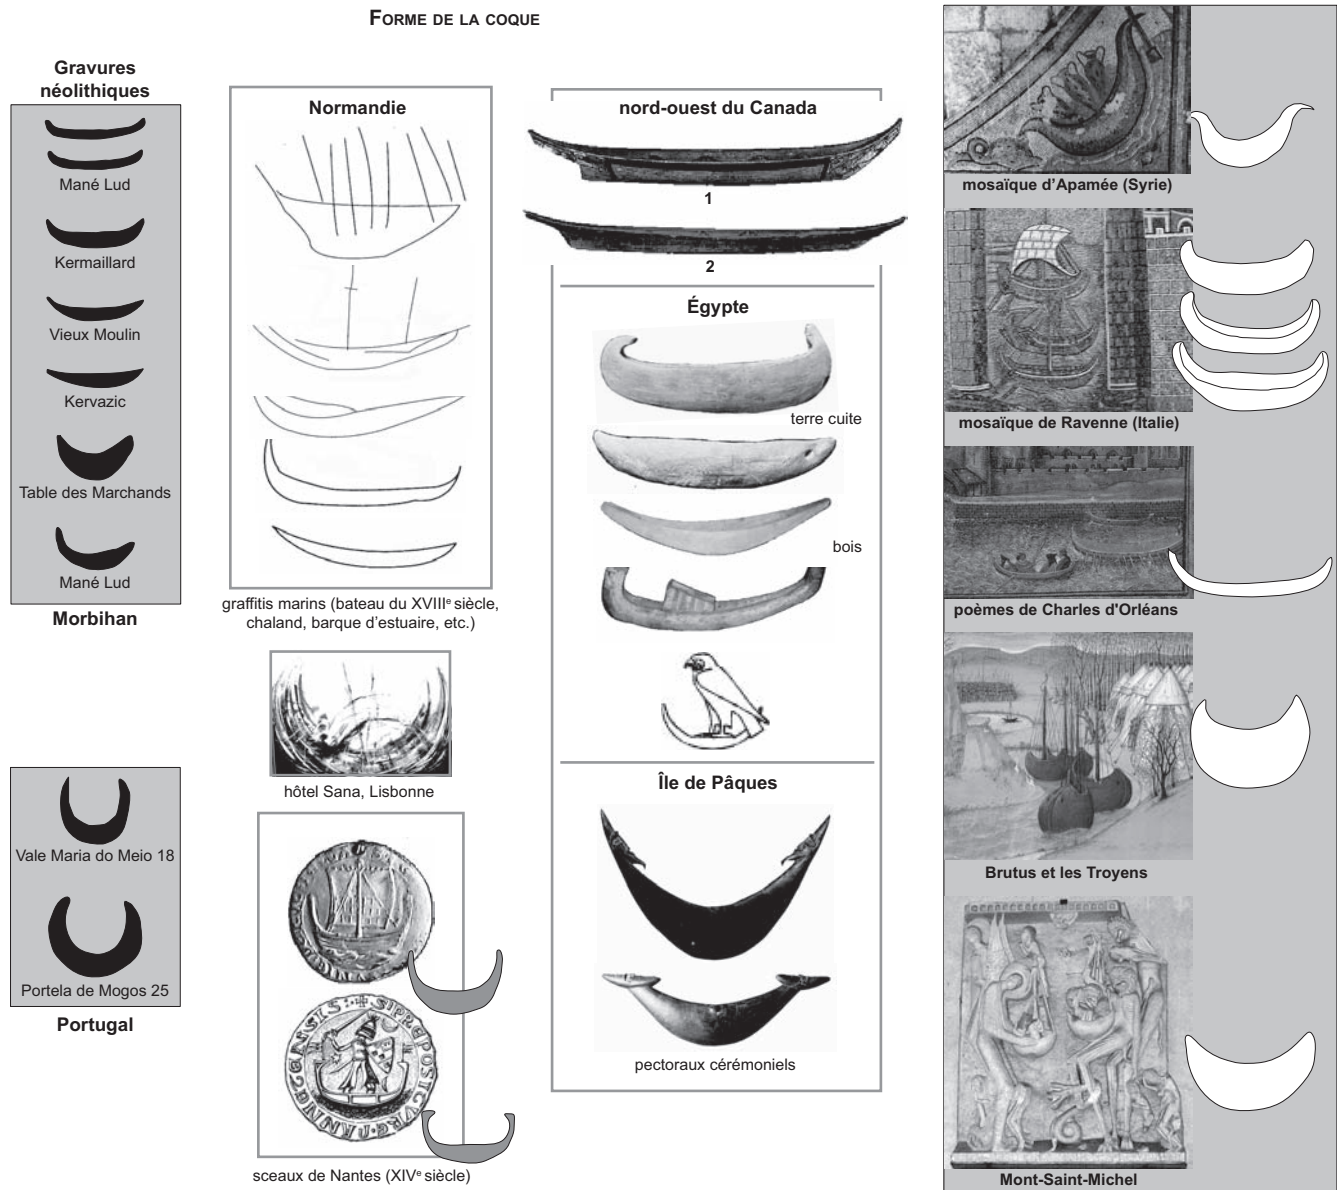 FORME DE LA COQUE
Gravures
néolithiques
Mané Lud
Kermaillard
Vieux Moulin
Kervazic
Table des Marchands
Mané Lud
Morbihan
Vale Maria do Meio 18
Portela de Mogos 25
Portugal
Normandie
graffitis marins (bateau du XVIIIe siècle,
chaland, barque d'estuaire, etc.)
hôtel Sana, Lisbonne
sceaux de Nantes (XIVe siècle)
nord-ouest du Canada
1
2
Égypte
terre cuite
bois
Île de Pâques
pectoraux cérémoniels
mosaïque d'Apamée (Syrie)
mosaïque de Ravenne (Italie)
poèmes de Charles d'Orléans
Brutus et les Troyens
Mont-Saint-Michel